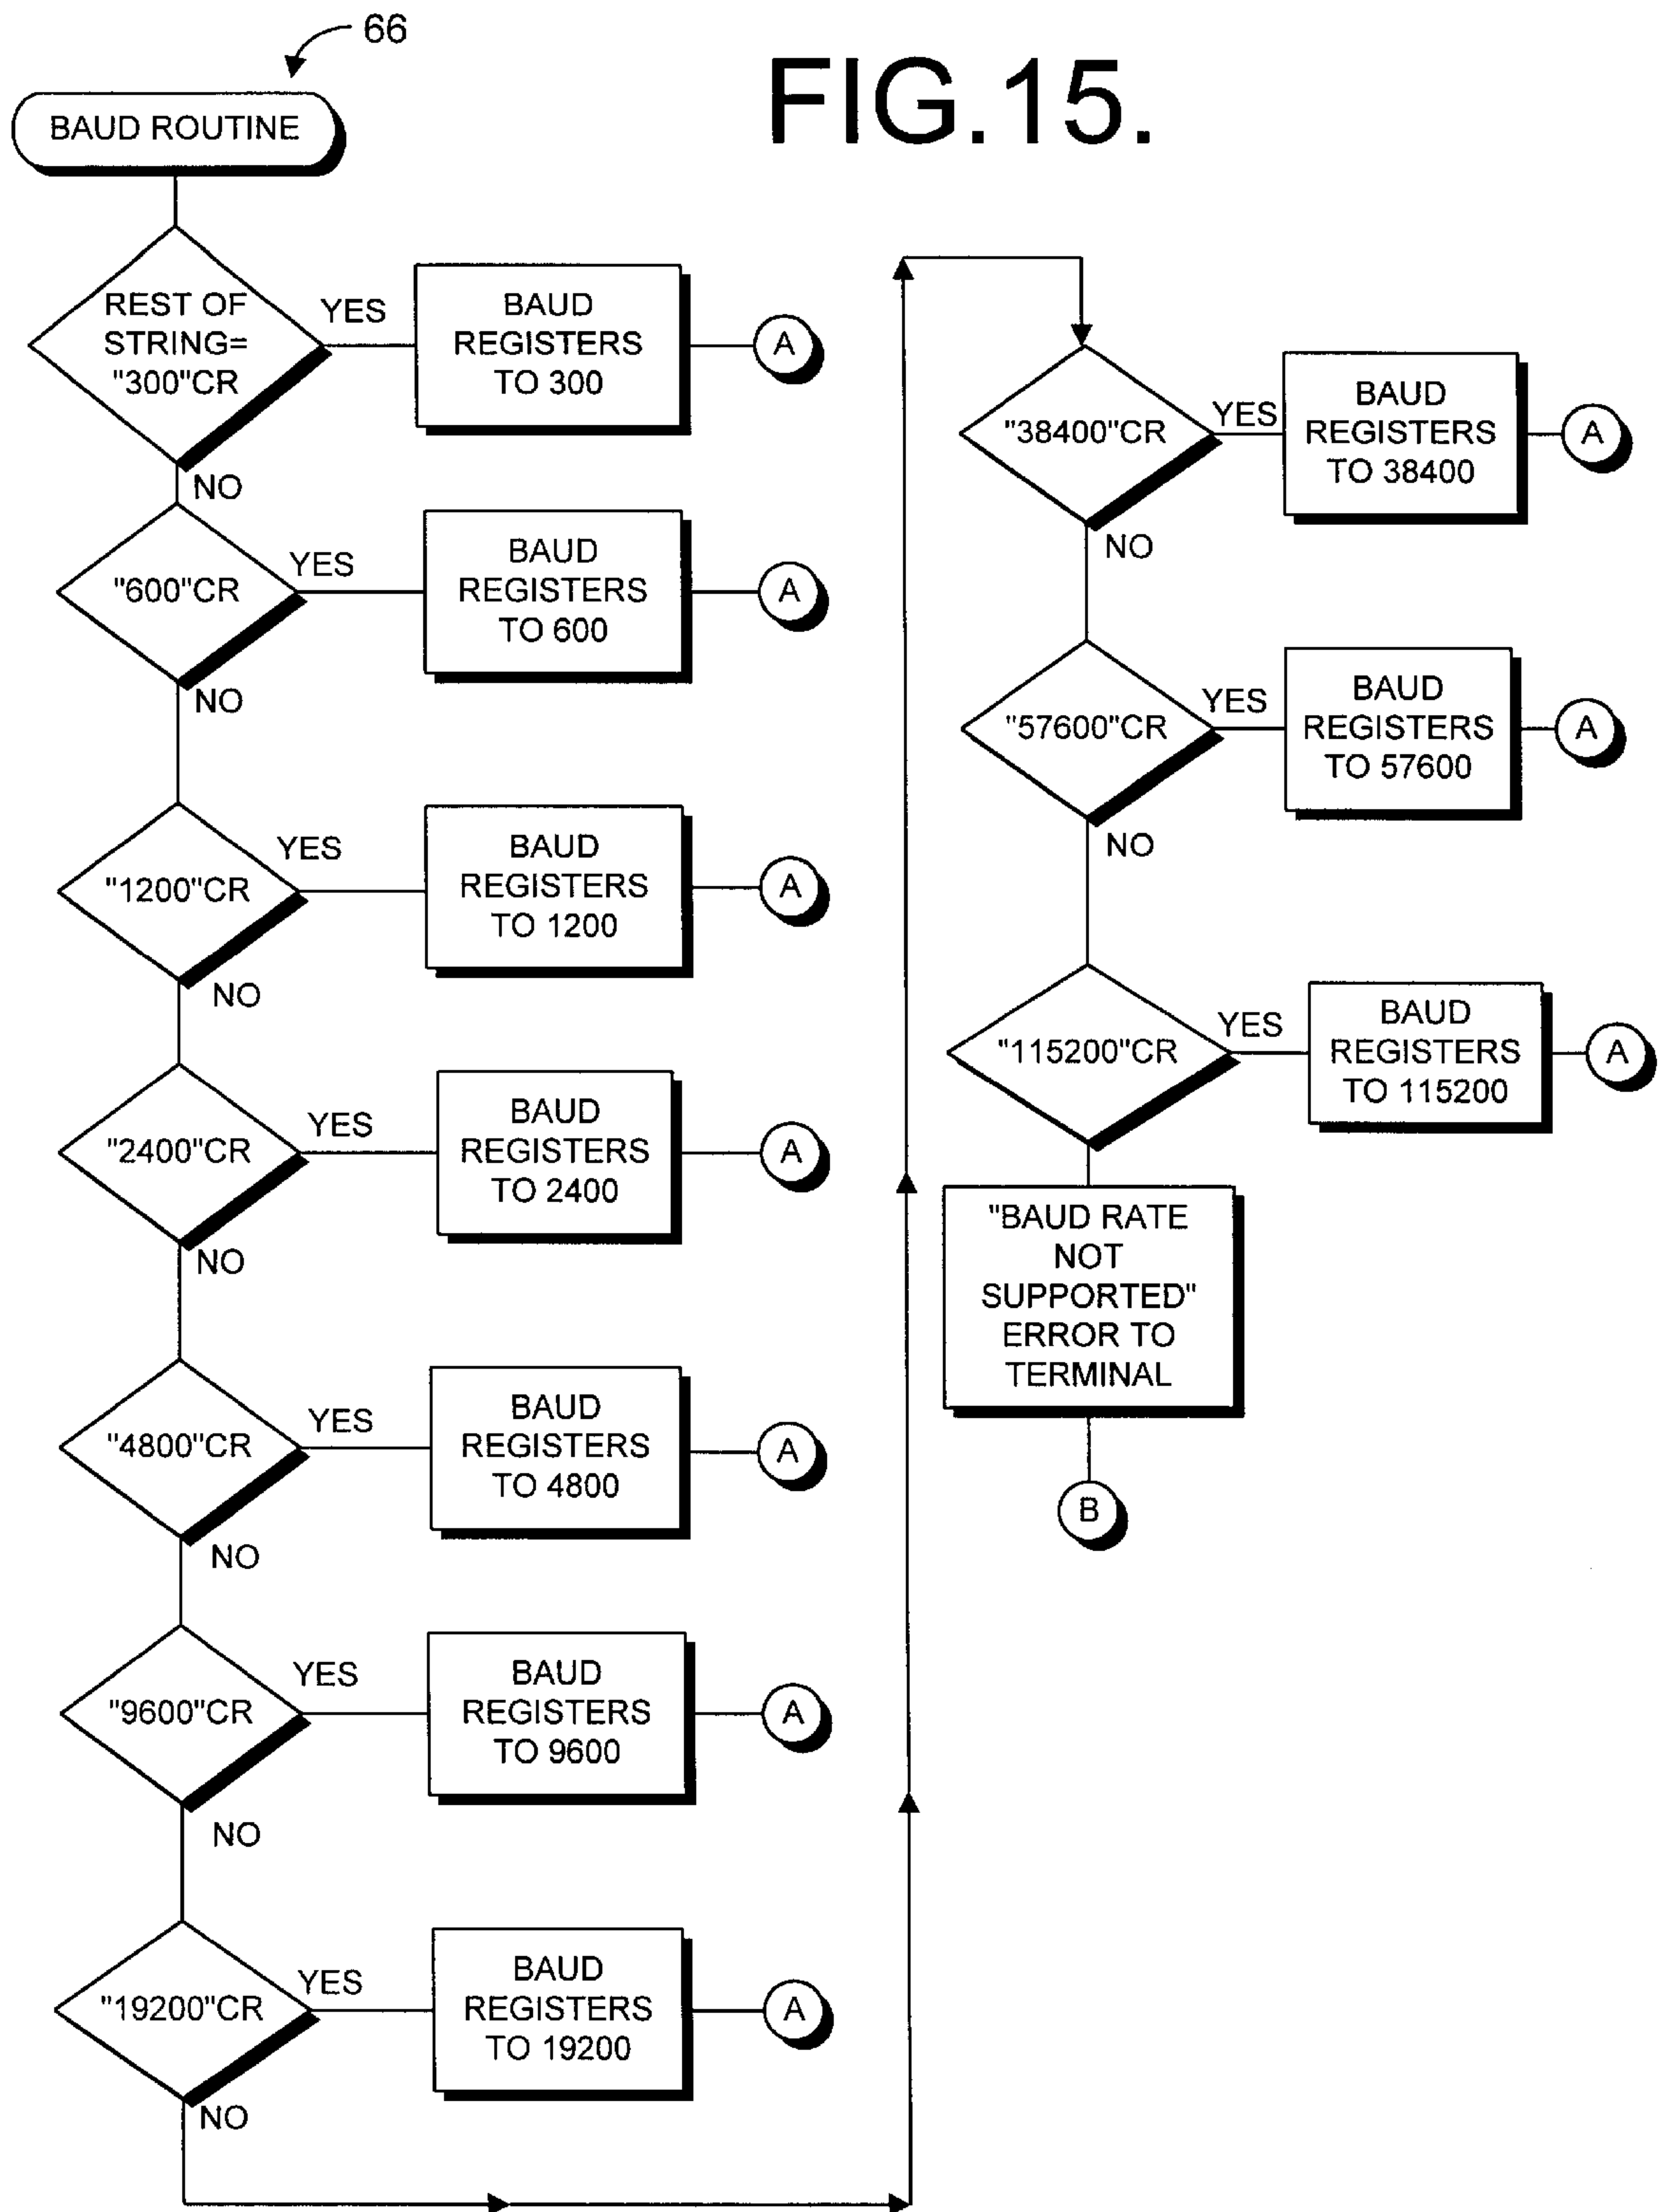 66
FIG.15.
BAUD ROUTINE
REST OF
STRING=
"300"CR
YES
BAUD
REGISTERS
TO 300
A
NO
"600"CR
YES
BAUD
REGISTERS
TO 600
A
NO
"1200"CR
YES
BAUD
REGISTERS
TO 1200
A
NO
"2400"CR
YES
BAUD
REGISTERS
TO 2400
A
NO
"4800"CR
YES
BAUD
REGISTERS
TO 4800
A
NO
"9600"CR
YES
BAUD
REGISTERS
TO 9600
A
NO
"19200"CR
YES
BAUD
REGISTERS
TO 19200
A
NO
"38400"CR
YES
BAUD
REGISTERS
TO 38400
A
NO
"57600"CR
YES
BAUD
REGISTERS
TO 57600
A
NO
"115200"CR
YES
BAUD
REGISTERS
TO 115200
A
"BAUD RATE
NOT
SUPPORTED"
ERROR TO
TERMINAL
B